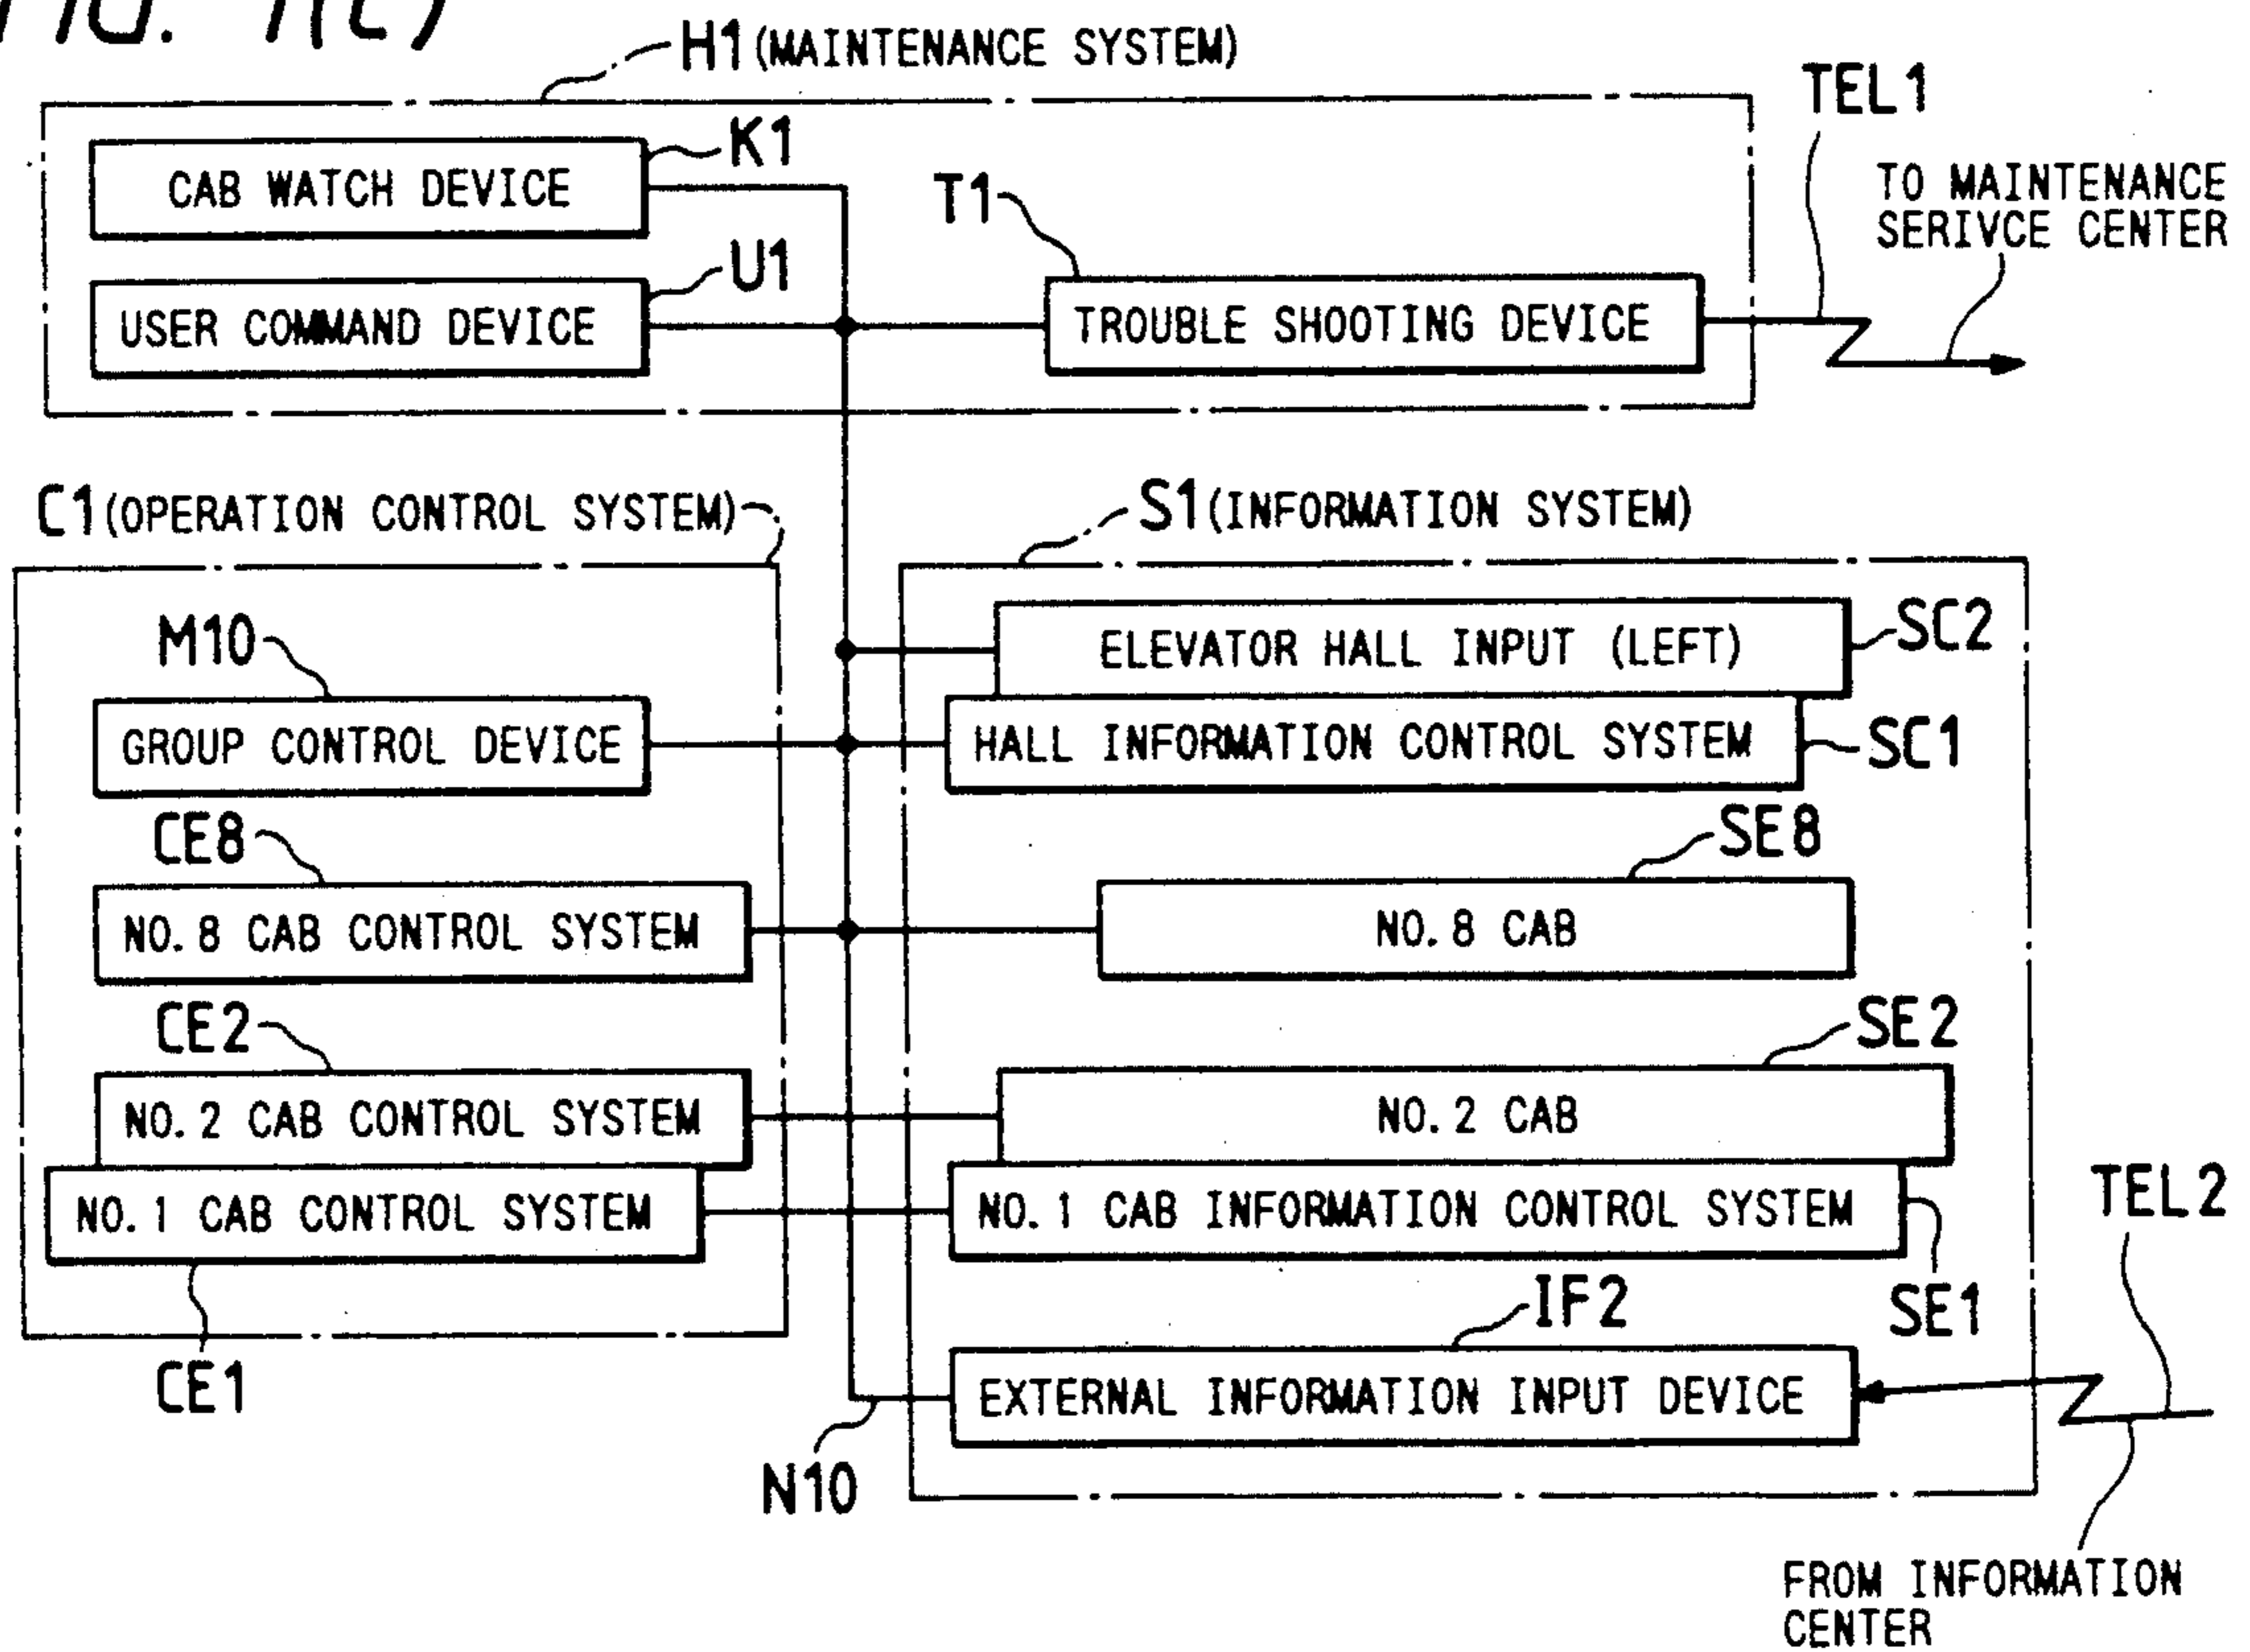 H1 (MAINTENANCE SYSTEM)
TEL1
CAB WATCH DEVICE
K1
T1
TO MAINTENANCE
SERIVCE CENTER
USER COMMAND DEVICE
U1
TROUBLE SHOOTING DEVICE
C1 (OPERATION CONTROL SYSTEM)
S1 (INFORMATION SYSTEM)
M10
ELEVATOR HALL INPUT (LEFT)
SC2
GROUP CONTROL DEVICE
HALL INFORMATION CONTROL SYSTEM
SC1
CE8
SE8
NO. 8 CAB CONTROL SYSTEM
NO. 8 CAB
CE2
SE2
NO. 2 CAB CONTROL SYSTEM
NO. 2 CAB
NO. 1 CAB CONTROL SYSTEM
NO. 1 CAB INFORMATION CONTROL SYSTEM
TEL2
CE1
IF2
SE1
EXTERNAL INFORMATION INPUT DEVICE
N10
FROM INFORMATION
CENTER